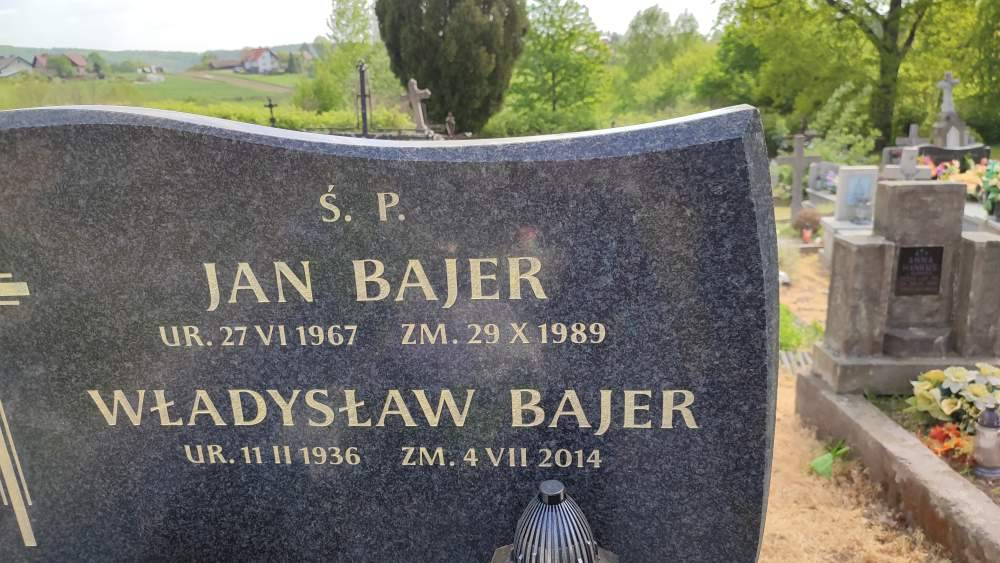 Ś. P.
JAN BAJER
UR. 27 VI 1967 ZM. 29 X 1989
WŁADYSŁAW BAJER
UR. 11 II 1936 ZM. 4 VII 2014
ANNA